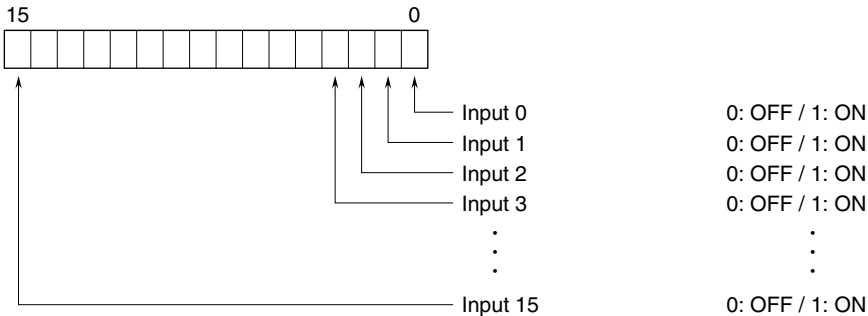 15 0
Input 0 0: OFF / 1: ON
Input 1 0: OFF / 1: ON
Input 2 0: OFF / 1: ON
Input 3 0: OFF / 1: ON
Input 15 0: OFF / 1: ON